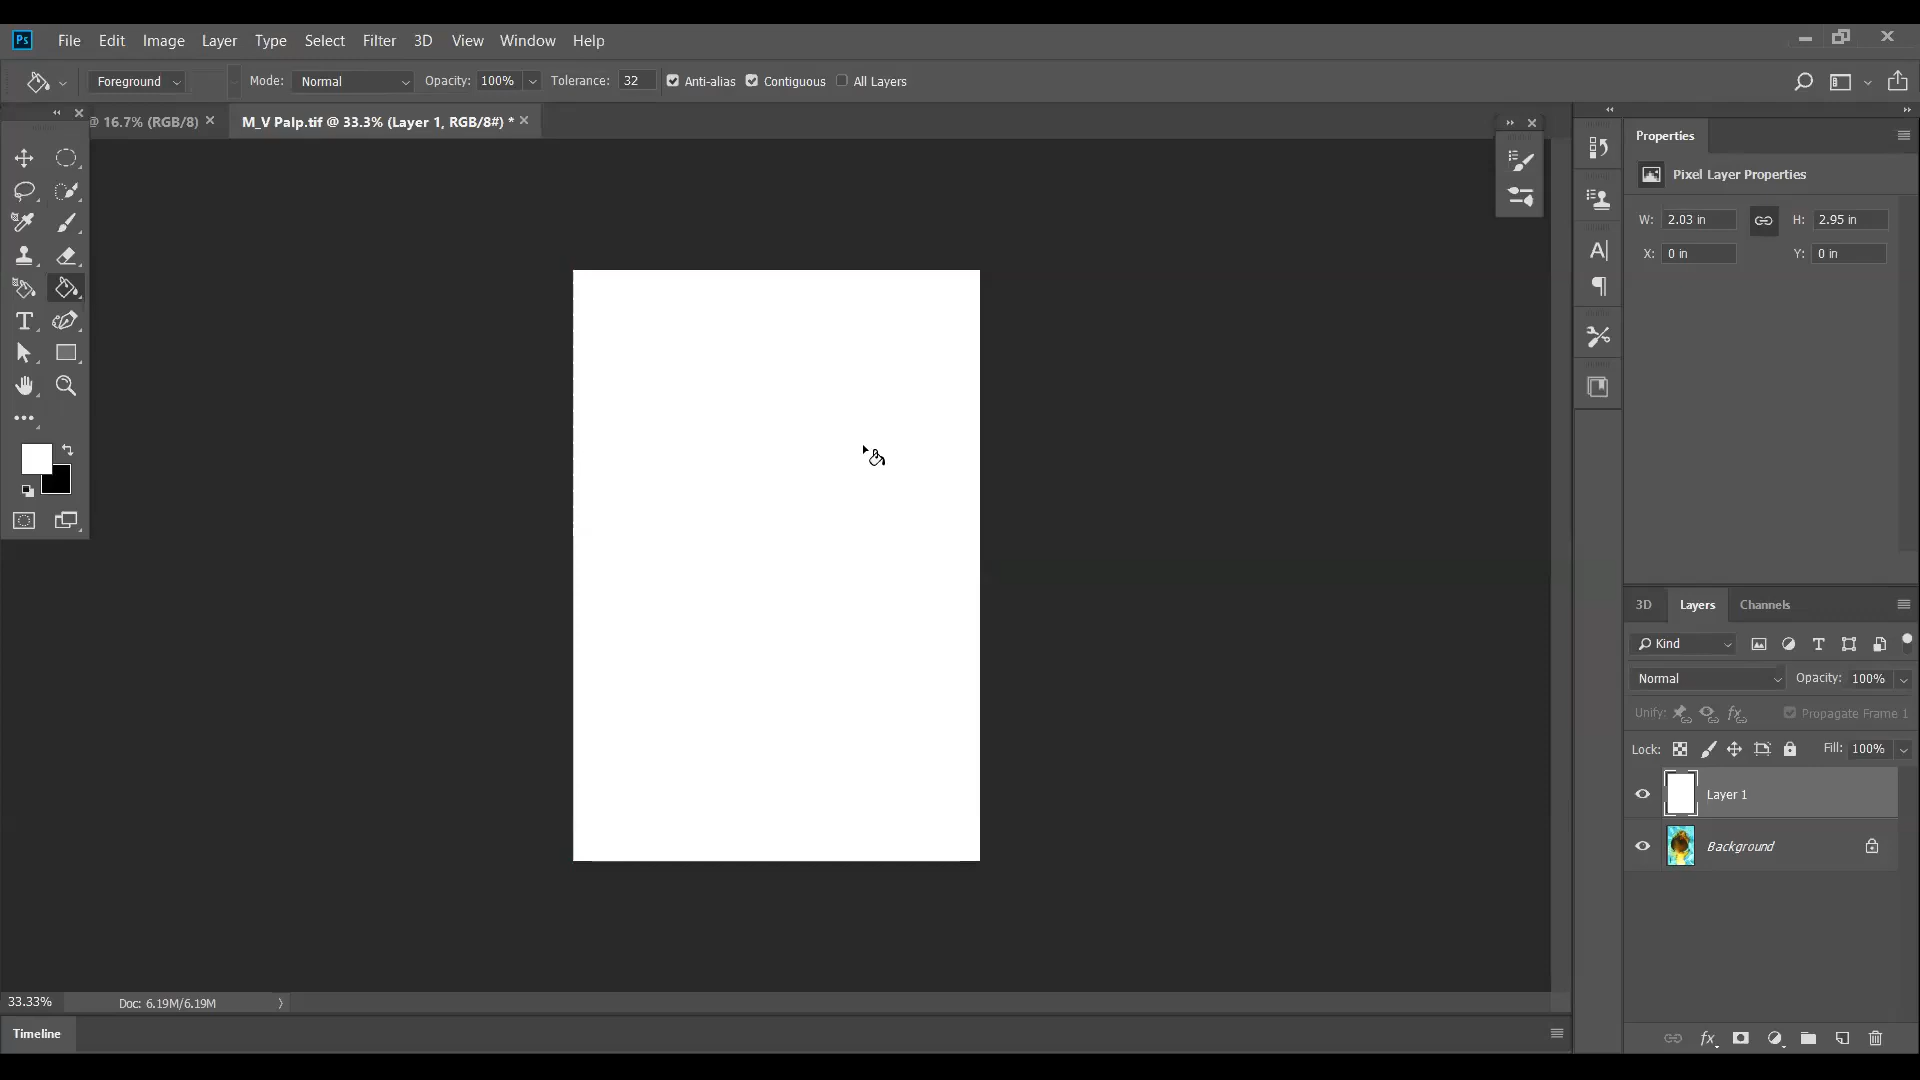 Ps File Edit Image Layer Type Select Filter 3D View Window Help
Foreground Mode: Normal Opacity: 100% Tolerance: 32 Anti-alias Contiguous All Layers
@ 16.7% (RGB/8) M_V Palp.tif @ 33.3% (Layer 1, RGB/8#) *
Properties
Pixel Layer Properties
W: 2.03 in H: 2.95 in
X: 0 in Y: 0 in
3D Layers Channels
Kind
Normal Opacity: 100%
Unify: Propagate Frame 1
Lock: Fill: 100%
Layer 1
Background
33.33% Doc: 6.19M/6.19M
Timeline